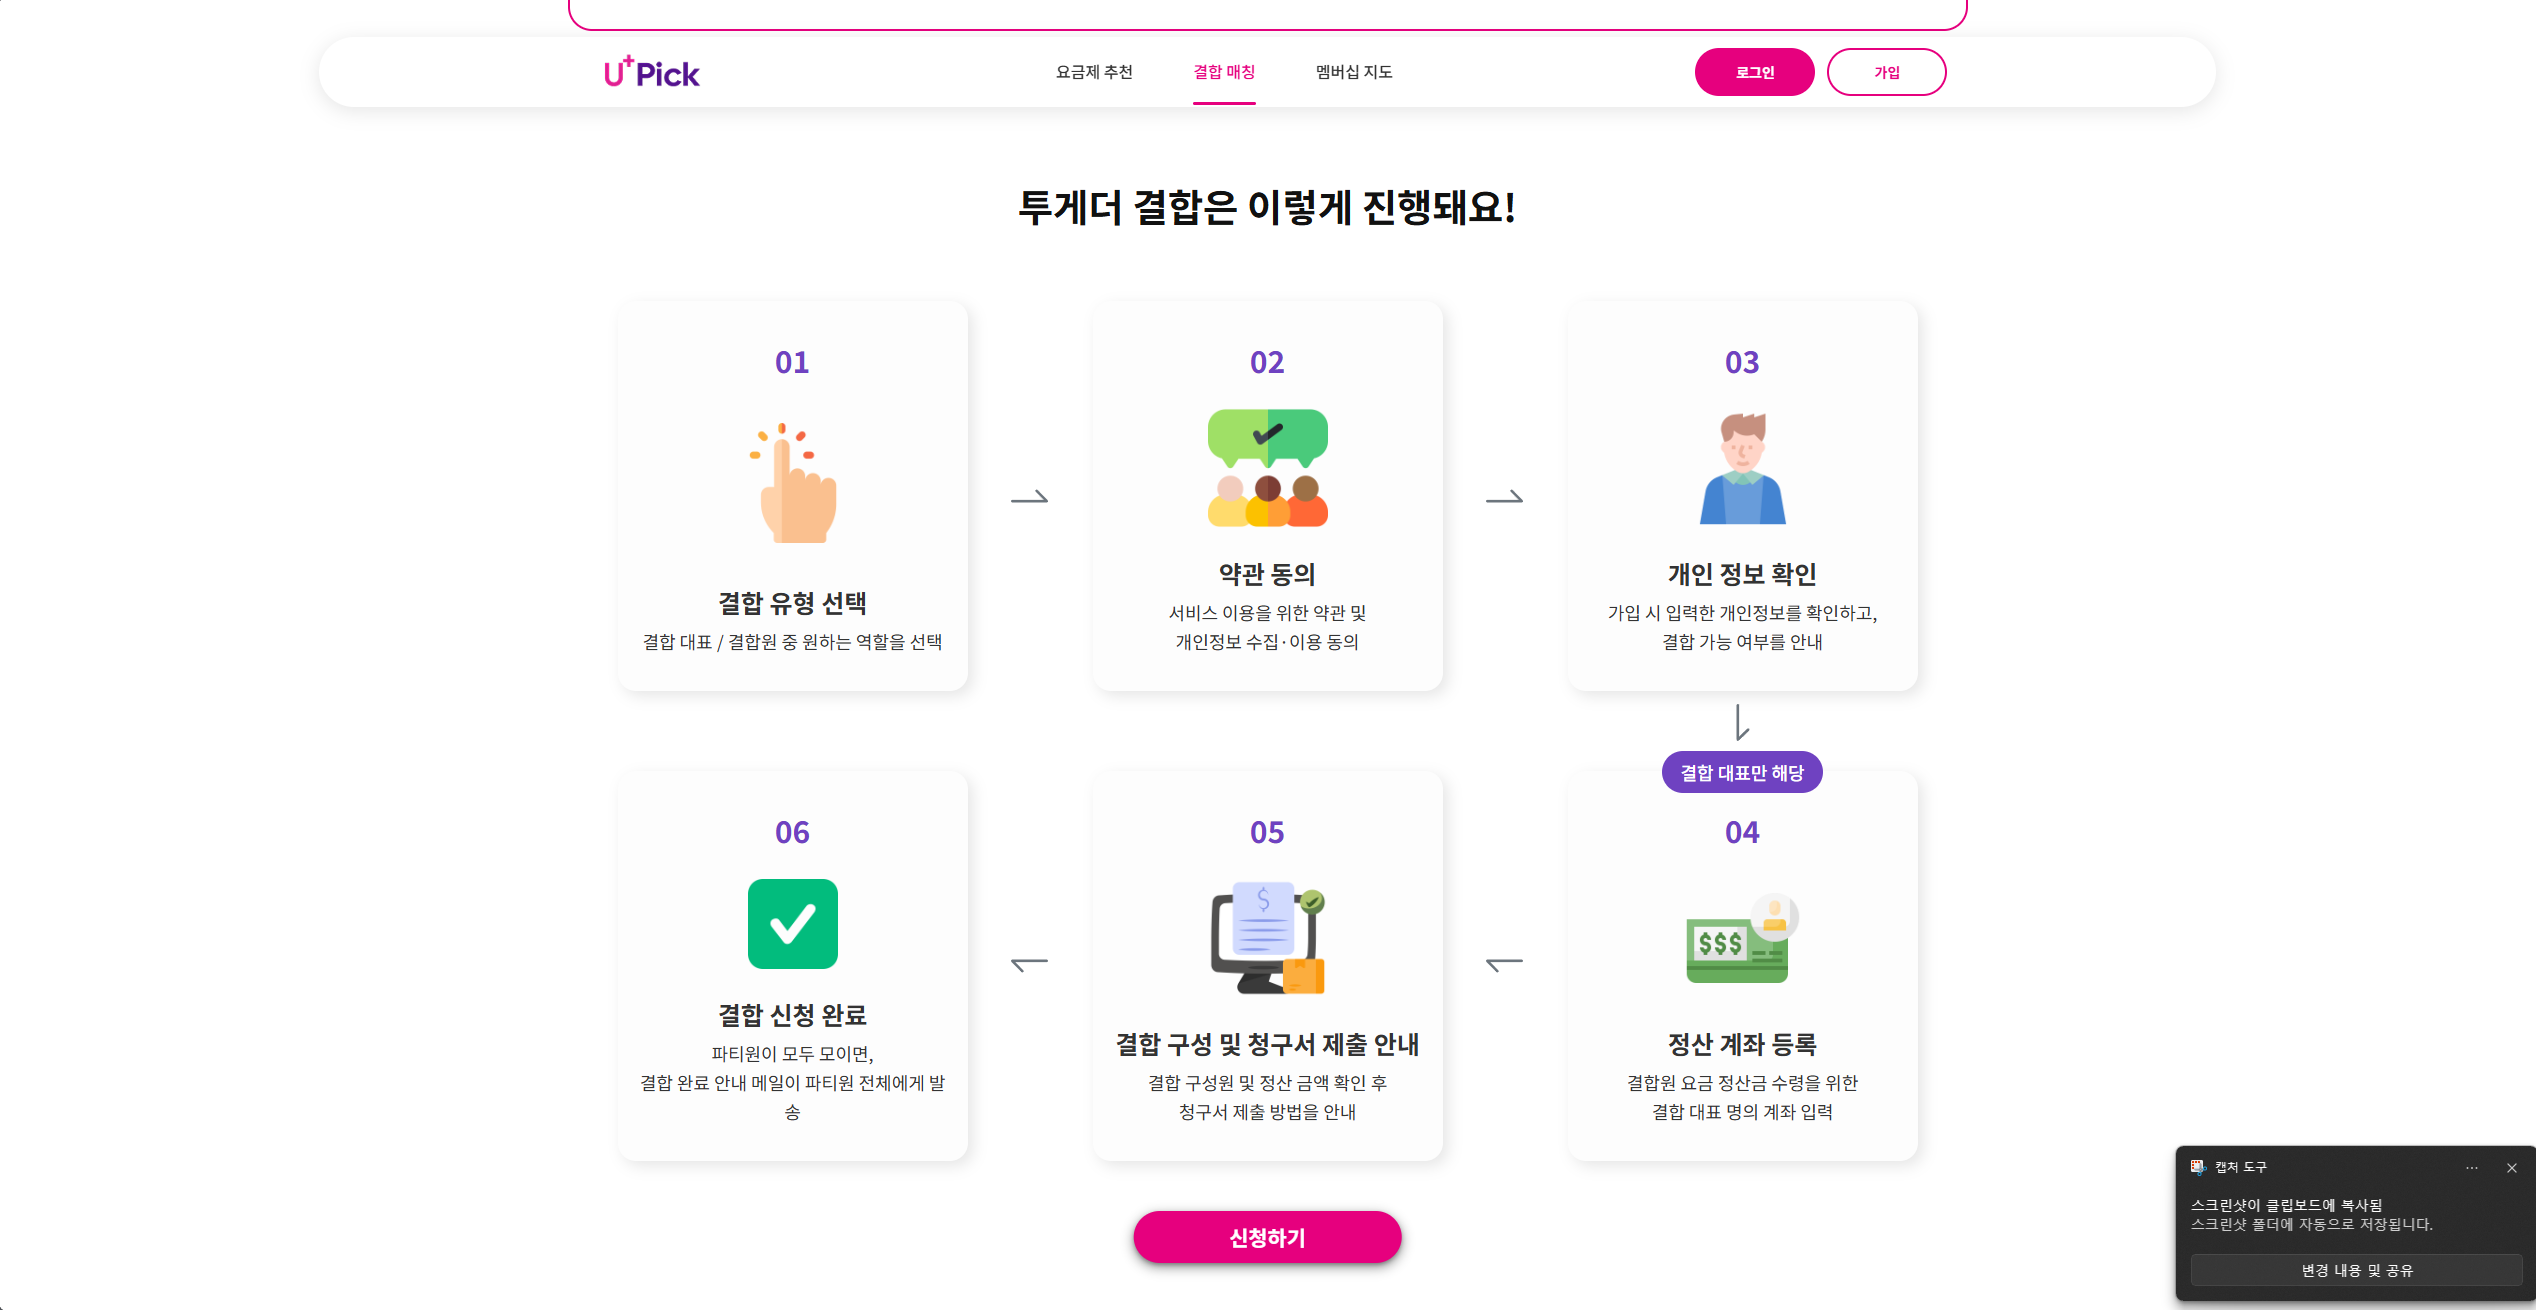 U+Pick
요금제 추천
결합 매칭
멤버십 지도
로그인
가입
투게더 결합은 이렇게 진행돼요!
01
결합 유형 선택
결합 대표 / 결합원 중 원하는 역할을 선택
02
약관 동의
서비스 이용을 위한 약관 및
개인정보 수집·이용 동의
03
개인 정보 확인
가입 시 입력한 개인정보를 확인하고,
결합 가능 여부를 안내
결합 대표만 해당
04
$$$
정산 계좌 등록
결합원 요금 정산금 수령을 위한
결합 대표 명의 계좌 입력
05
$
결합 구성 및 청구서 제출 안내
결합 구성원 및 정산 금액 확인 후
청구서 제출 방법을 안내
06
결합 신청 완료
파티원이 모두 모이면,
결합 완료 안내 메일이 파티원 전체에게 발
송
신청하기
캡처 도구
스크린샷이 클립보드에 복사됨
스크린샷 폴더에 자동으로 저장됩니다.
변경 내용 및 공유